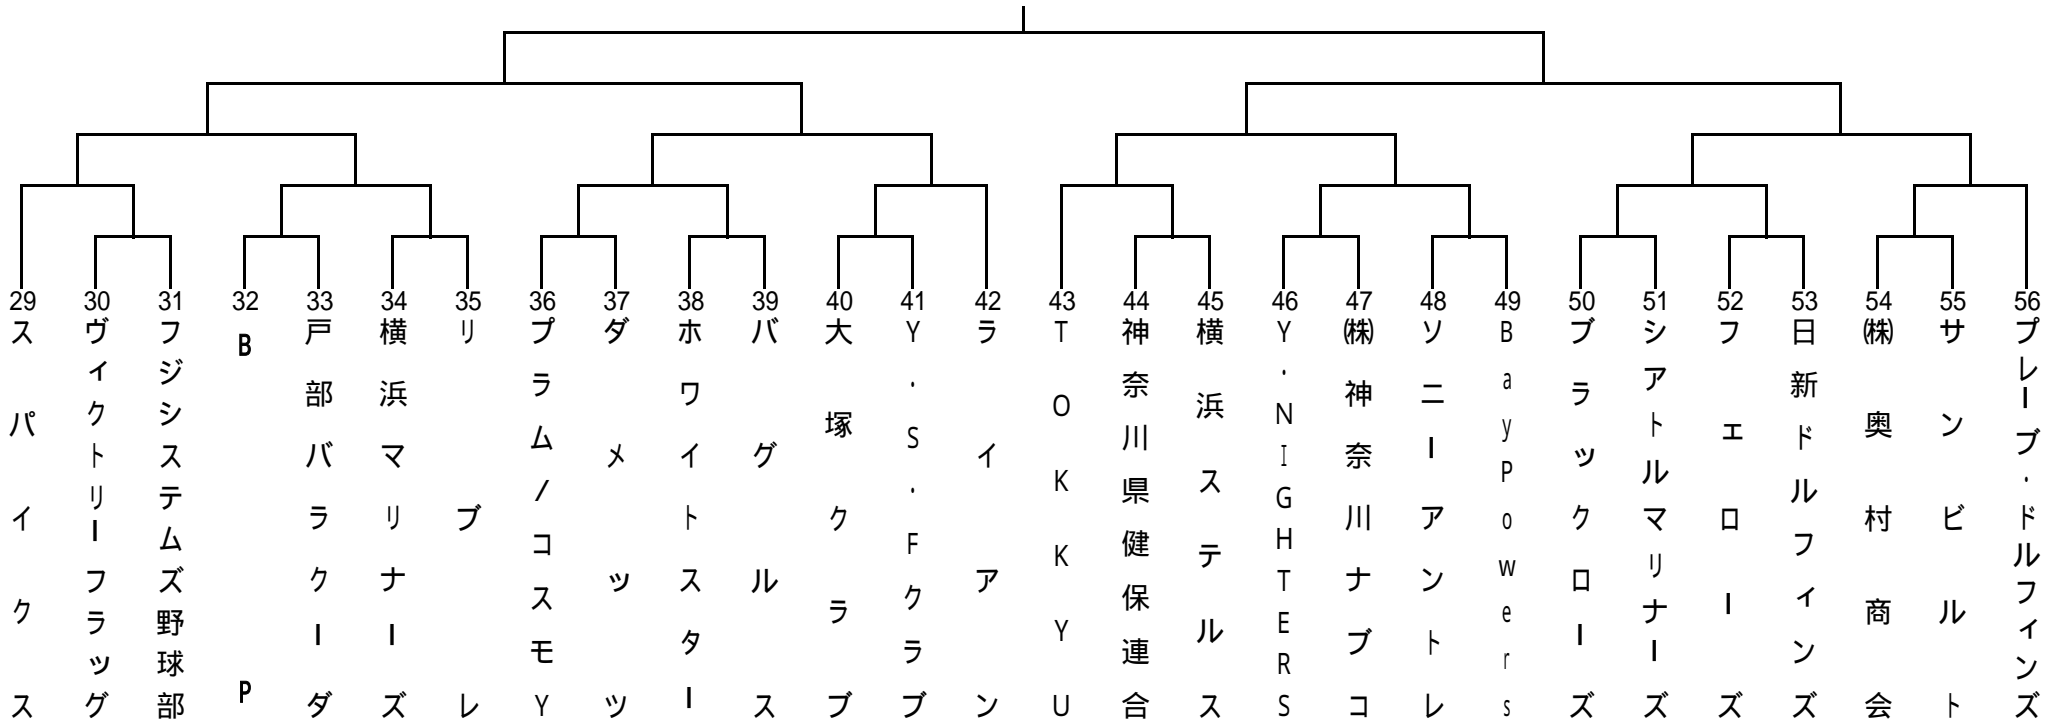 29 スパイクス
30 ヴィクトリーフラッグ
31 フジシステムズ野球部
32 BP
33 戸部バラクーダ
34 横浜マリナーズ
35 リブレ
36 プラム/コスモY
37 ダメッツ
38 ホワイトスター
39 バグルス
40 大塚クラブ
41 Y.S.Fクラブ
42 ライアン
43 TOKKYU
44 神奈川県健保連合
45 横浜ステルス
46 Y.NIGHTERS
47 ㈱神奈川ナブコ
48 ソニーアントレ
49 BayPowers
50 ブラックローズ
51 シアトルマリナーズ
52 フェローズ
53 日新ドルフィンズ
54 ㈱奥村商会
55 サンビルト
56 プレーブ・ドルフィンズ